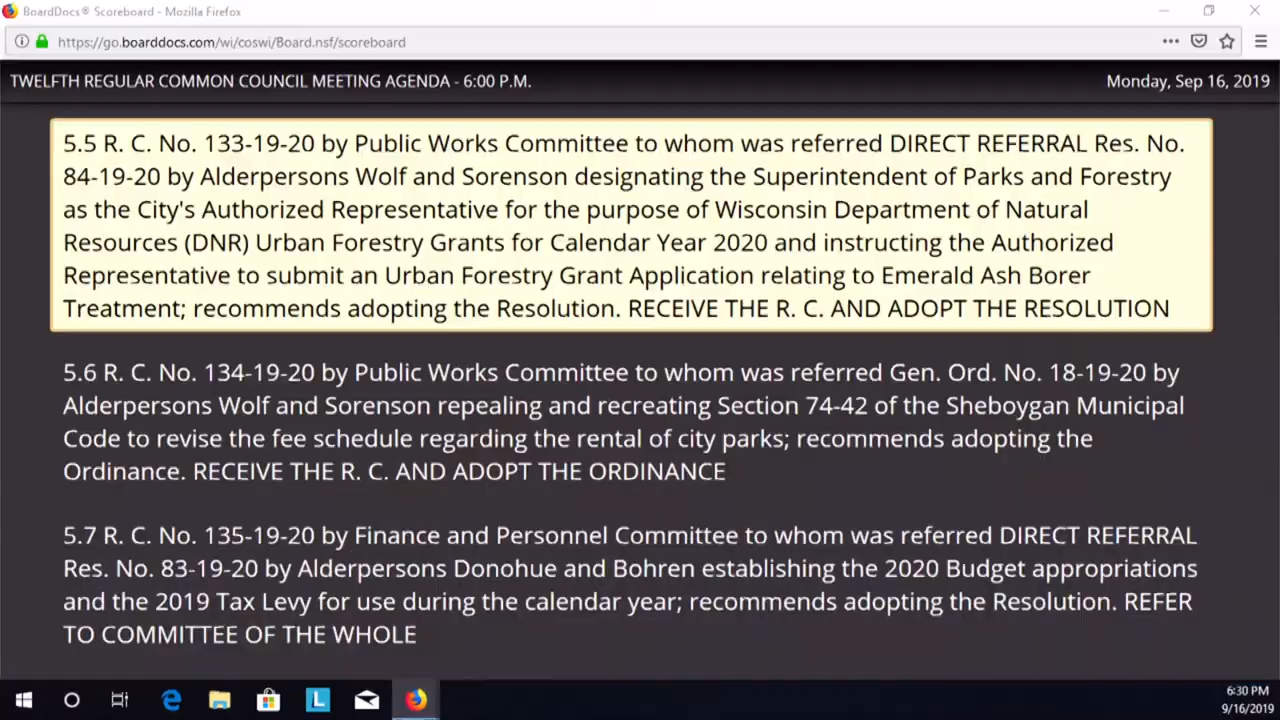 BoardDocs® Scoreboard - Mozilla Firefox
https://go.boarddocs.com/wi/coswi/Board.nsf/scoreboard
TWELFTH REGULAR COMMON COUNCIL MEETING AGENDA - 6:00 P.M.
Monday, Sep 16, 2019
5.5 R. C. No. 133-19-20 by Public Works Committee to whom was referred DIRECT REFERRAL Res. No.
84-19-20 by Alderpersons Wolf and Sorenson designating the Superintendent of Parks and Forestry
as the City's Authorized Representative for the purpose of Wisconsin Department of Natural
Resources (DNR) Urban Forestry Grants for Calendar Year 2020 and instructing the Authorized
Representative to submit an Urban Forestry Grant Application relating to Emerald Ash Borer
Treatment; recommends adopting the Resolution. RECEIVE THE R. C. AND ADOPT THE RESOLUTION
5.6 R. C. No. 134-19-20 by Public Works Committee to whom was referred Gen. Ord. No. 18-19-20 by
Alderpersons Wolf and Sorenson repealing and recreating Section 74-42 of the Sheboygan Municipal
Code to revise the fee schedule regarding the rental of city parks; recommends adopting the
Ordinance. RECEIVE THE R. C. AND ADOPT THE ORDINANCE
5.7 R. C. No. 135-19-20 by Finance and Personnel Committee to whom was referred DIRECT REFERRAL
Res. No. 83-19-20 by Alderpersons Donohue and Bohren establishing the 2020 Budget appropriations
and the 2019 Tax Levy for use during the calendar year; recommends adopting the Resolution. REFER
TO COMMITTEE OF THE WHOLE
L
6:30 PM
9/16/2019